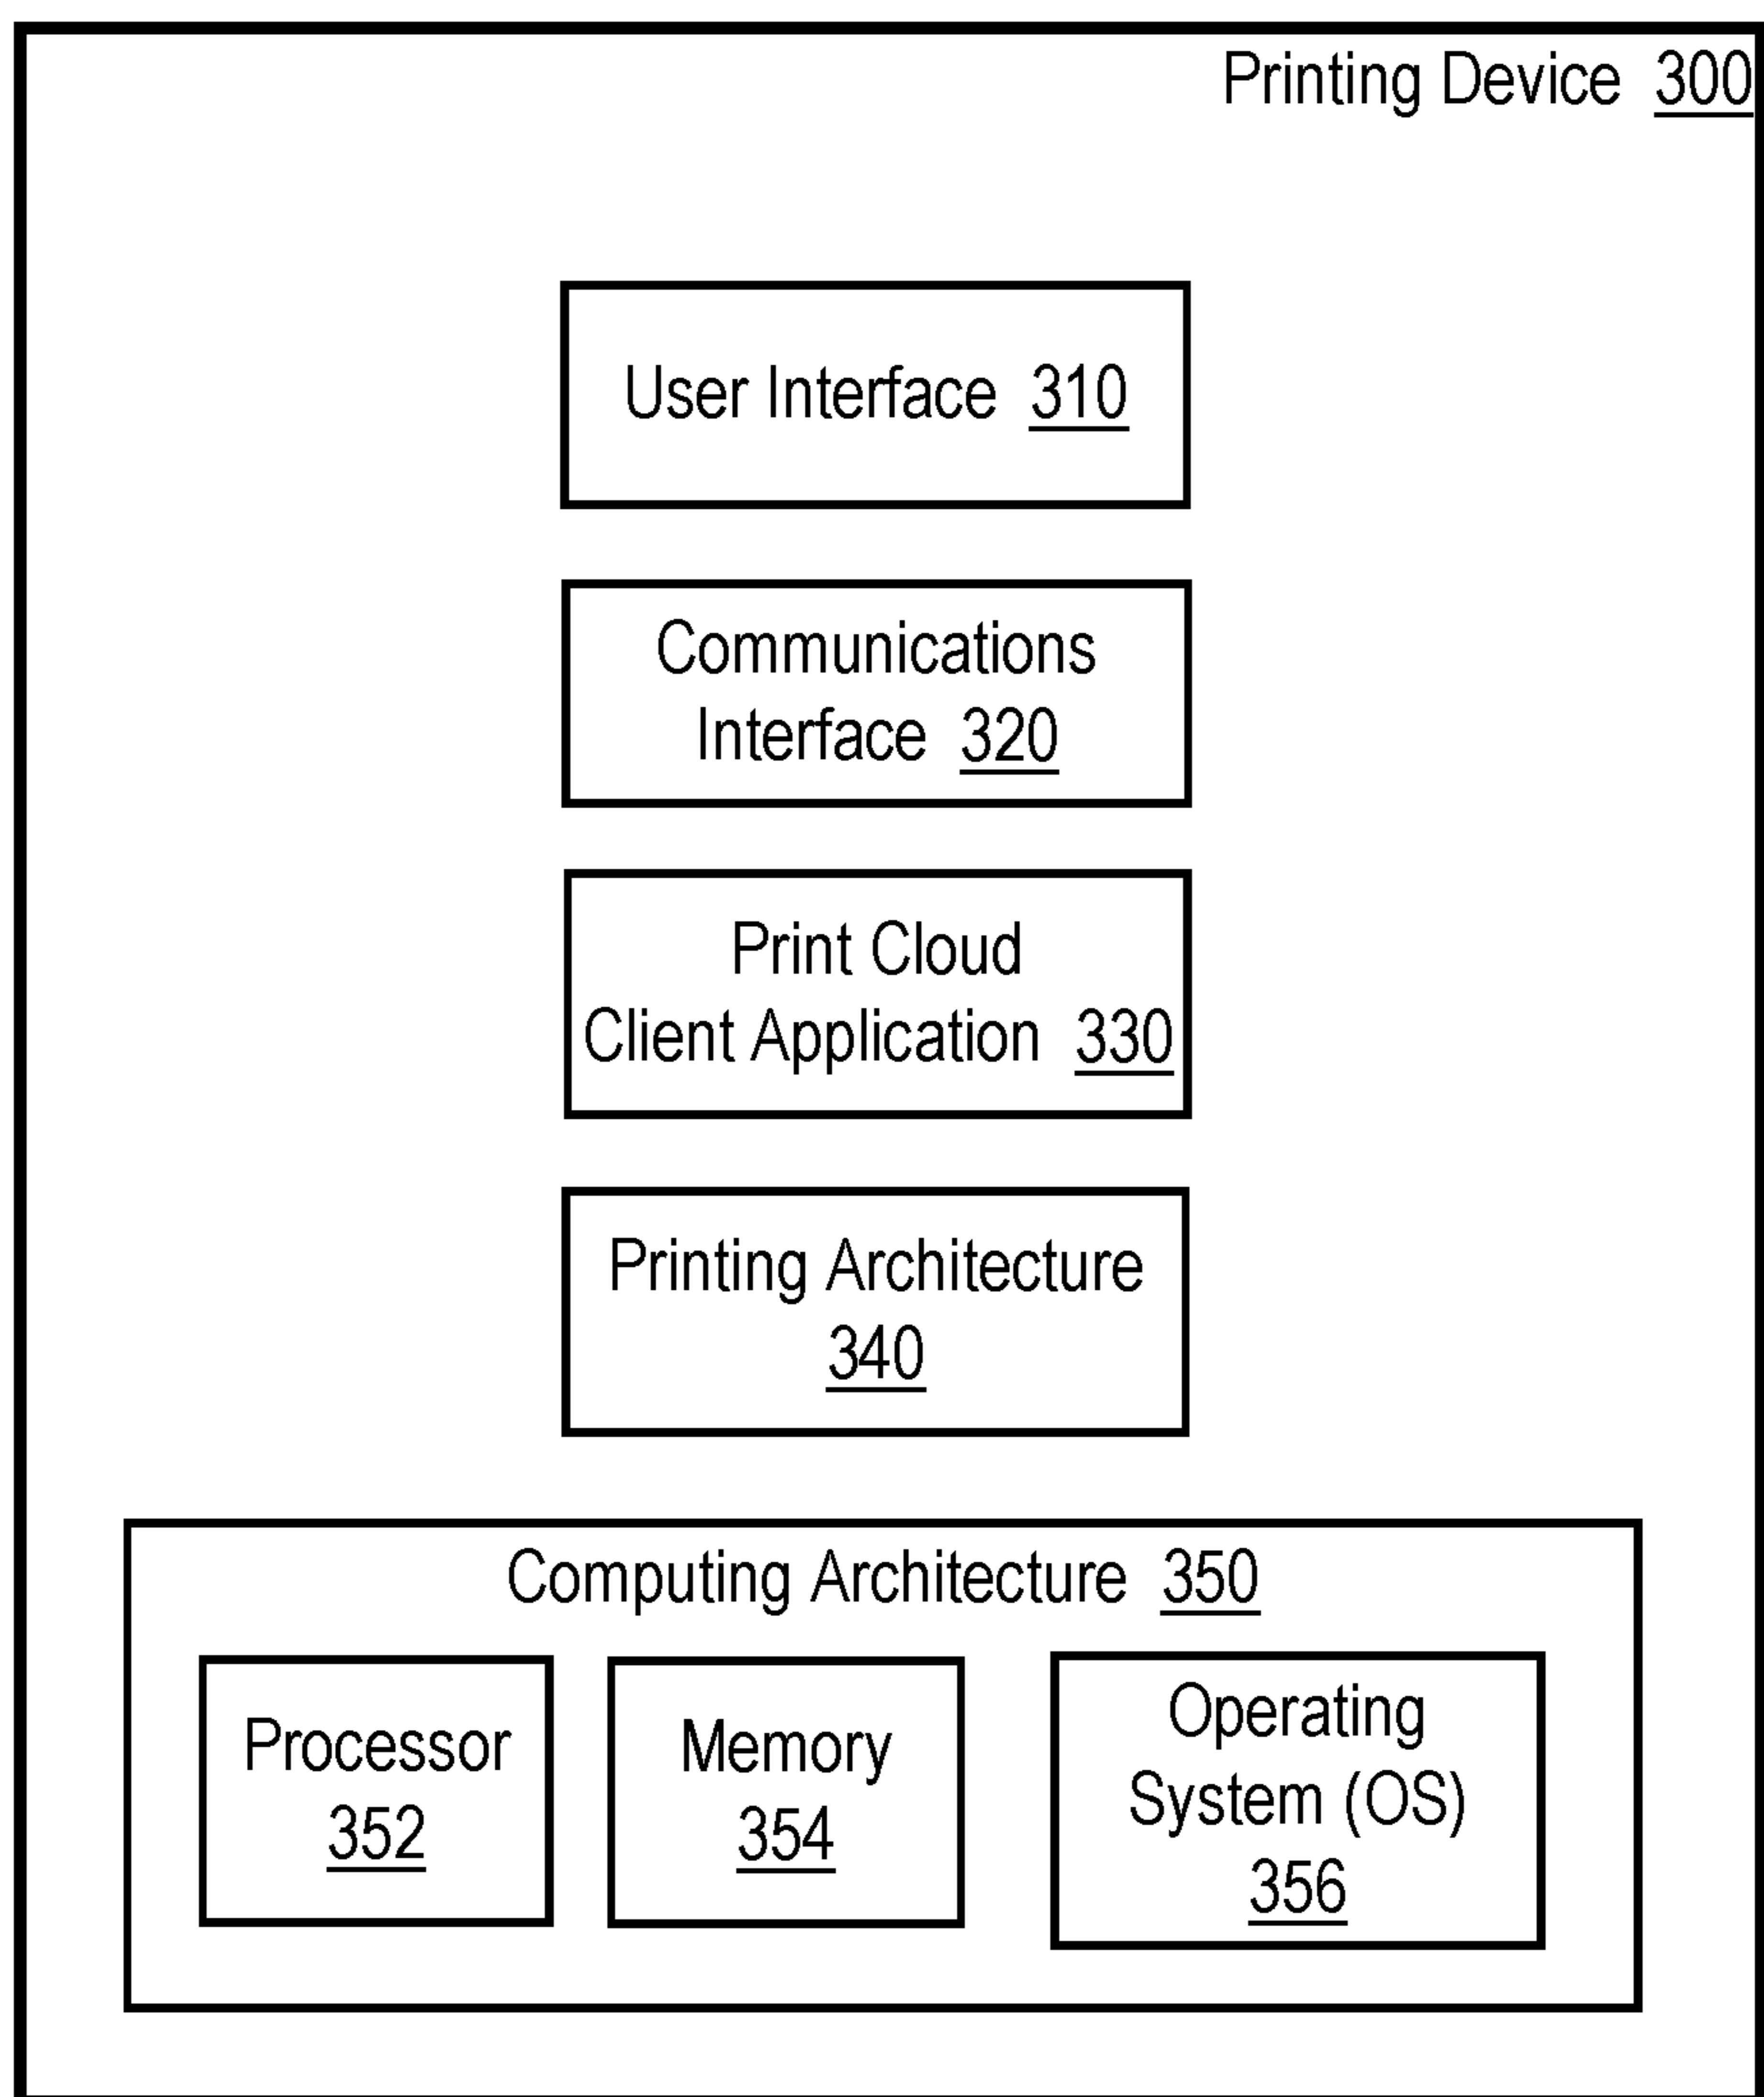 Printing Device 300
User Interface 310
Communications
Interface 320
Print Cloud
Client Application 330
Printing Architecture
340
Computing Architecture 350
Processor
352
Memory
354
Operating
System (OS)
356